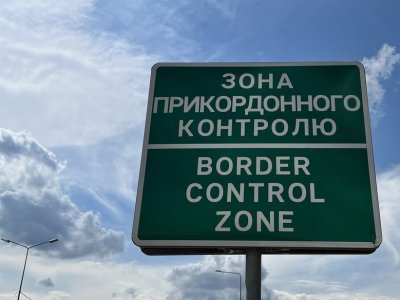 ЗОНА
ПРИКОРДОННОГО
КОНТРОЛЮ
BORDER
CONTROL
ZONE